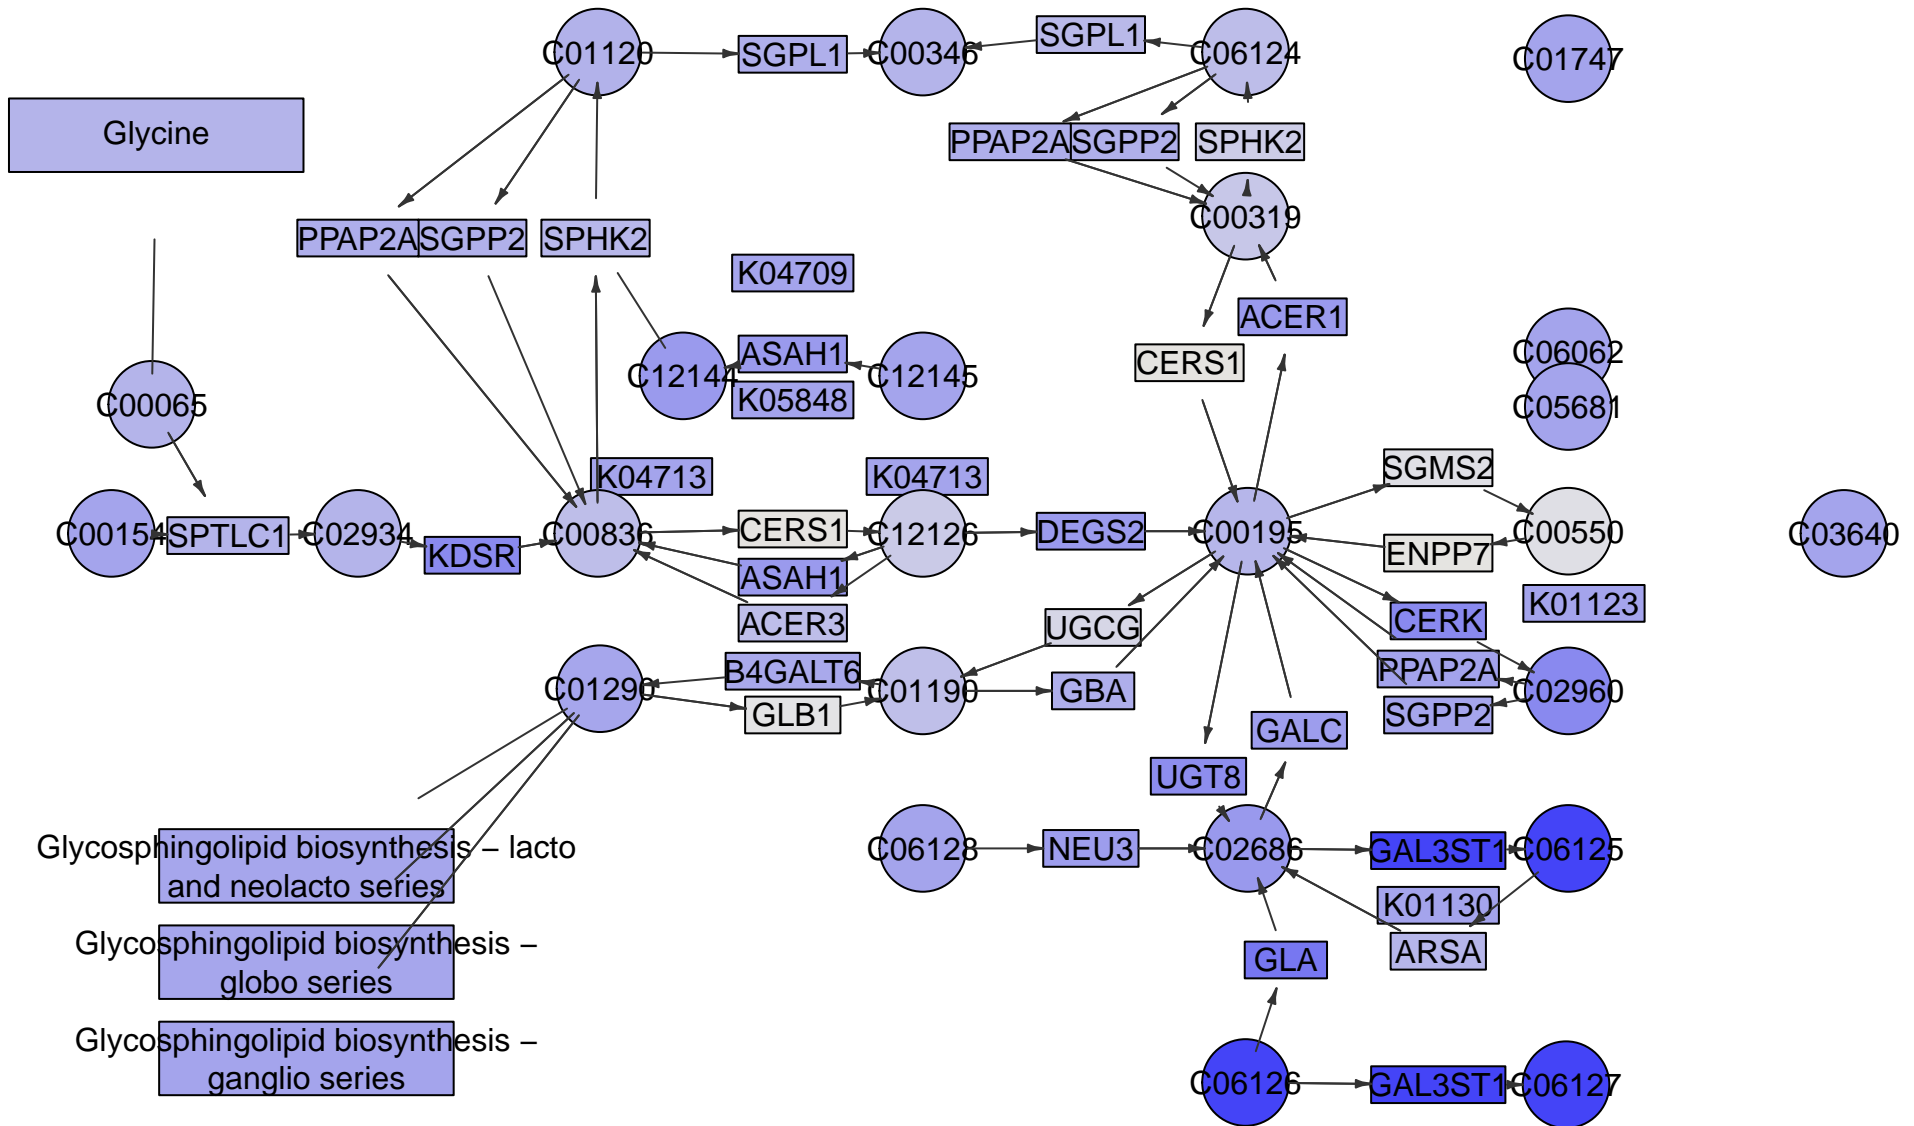 C01120
SGPL1
C00346
SGPL1
C06124
C01747
Glycine
PPAP2A
SGPP2
SPHK2
PPAP2A
SGPP2
SPHK2
C00319
K04709
ACER1
C12144
ASAH1
C12145
K05848
CERS1
C06062
C05681
C00065
K04713
K04713
SGMS2
C00154
SPTLC1
C02934
KDSR
C00836
CERS1
C12126
DEGS2
C00195
C00550
C03640
ENPP7
ASAH1
ACER3
UGCG
CERK
K01123
C01290
B4GALT6
GLB1
C01190
GBA
PPAP2A
C02960
SGPP2
GALC
UGT8
Glycosphingolipid biosynthesis – lacto
and neolacto series
C06128
NEU3
C02686
GAL3ST1
C06125
K01130
ARSA
Glycosphingolipid biosynthesis –
globo series
GLA
Glycosphingolipid biosynthesis –
ganglio series
C06126
GAL3ST1
C06127